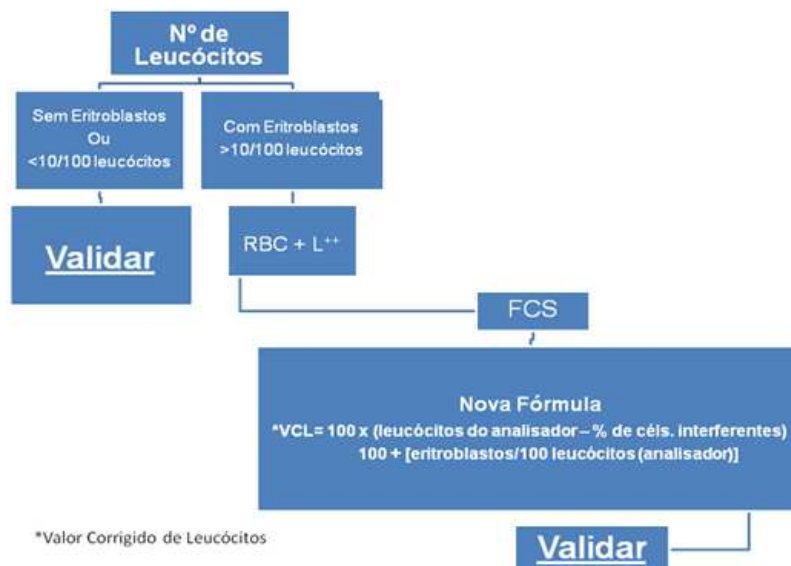 Nº de
Leucócitos
Sem Eritroblastos
Ou
<10/100 leucócitos
Com Eritroblastos
>10/100 leucócitos
Validar
RBC + L⁺⁺
FCS
Nova Fórmula
*VCL= 100 x (leucócitos do analisador – % de céls. interferentes)
100 + [eritroblastos/100 leucócitos (analisador)]
*Valor Corrigido de Leucócitos
Validar